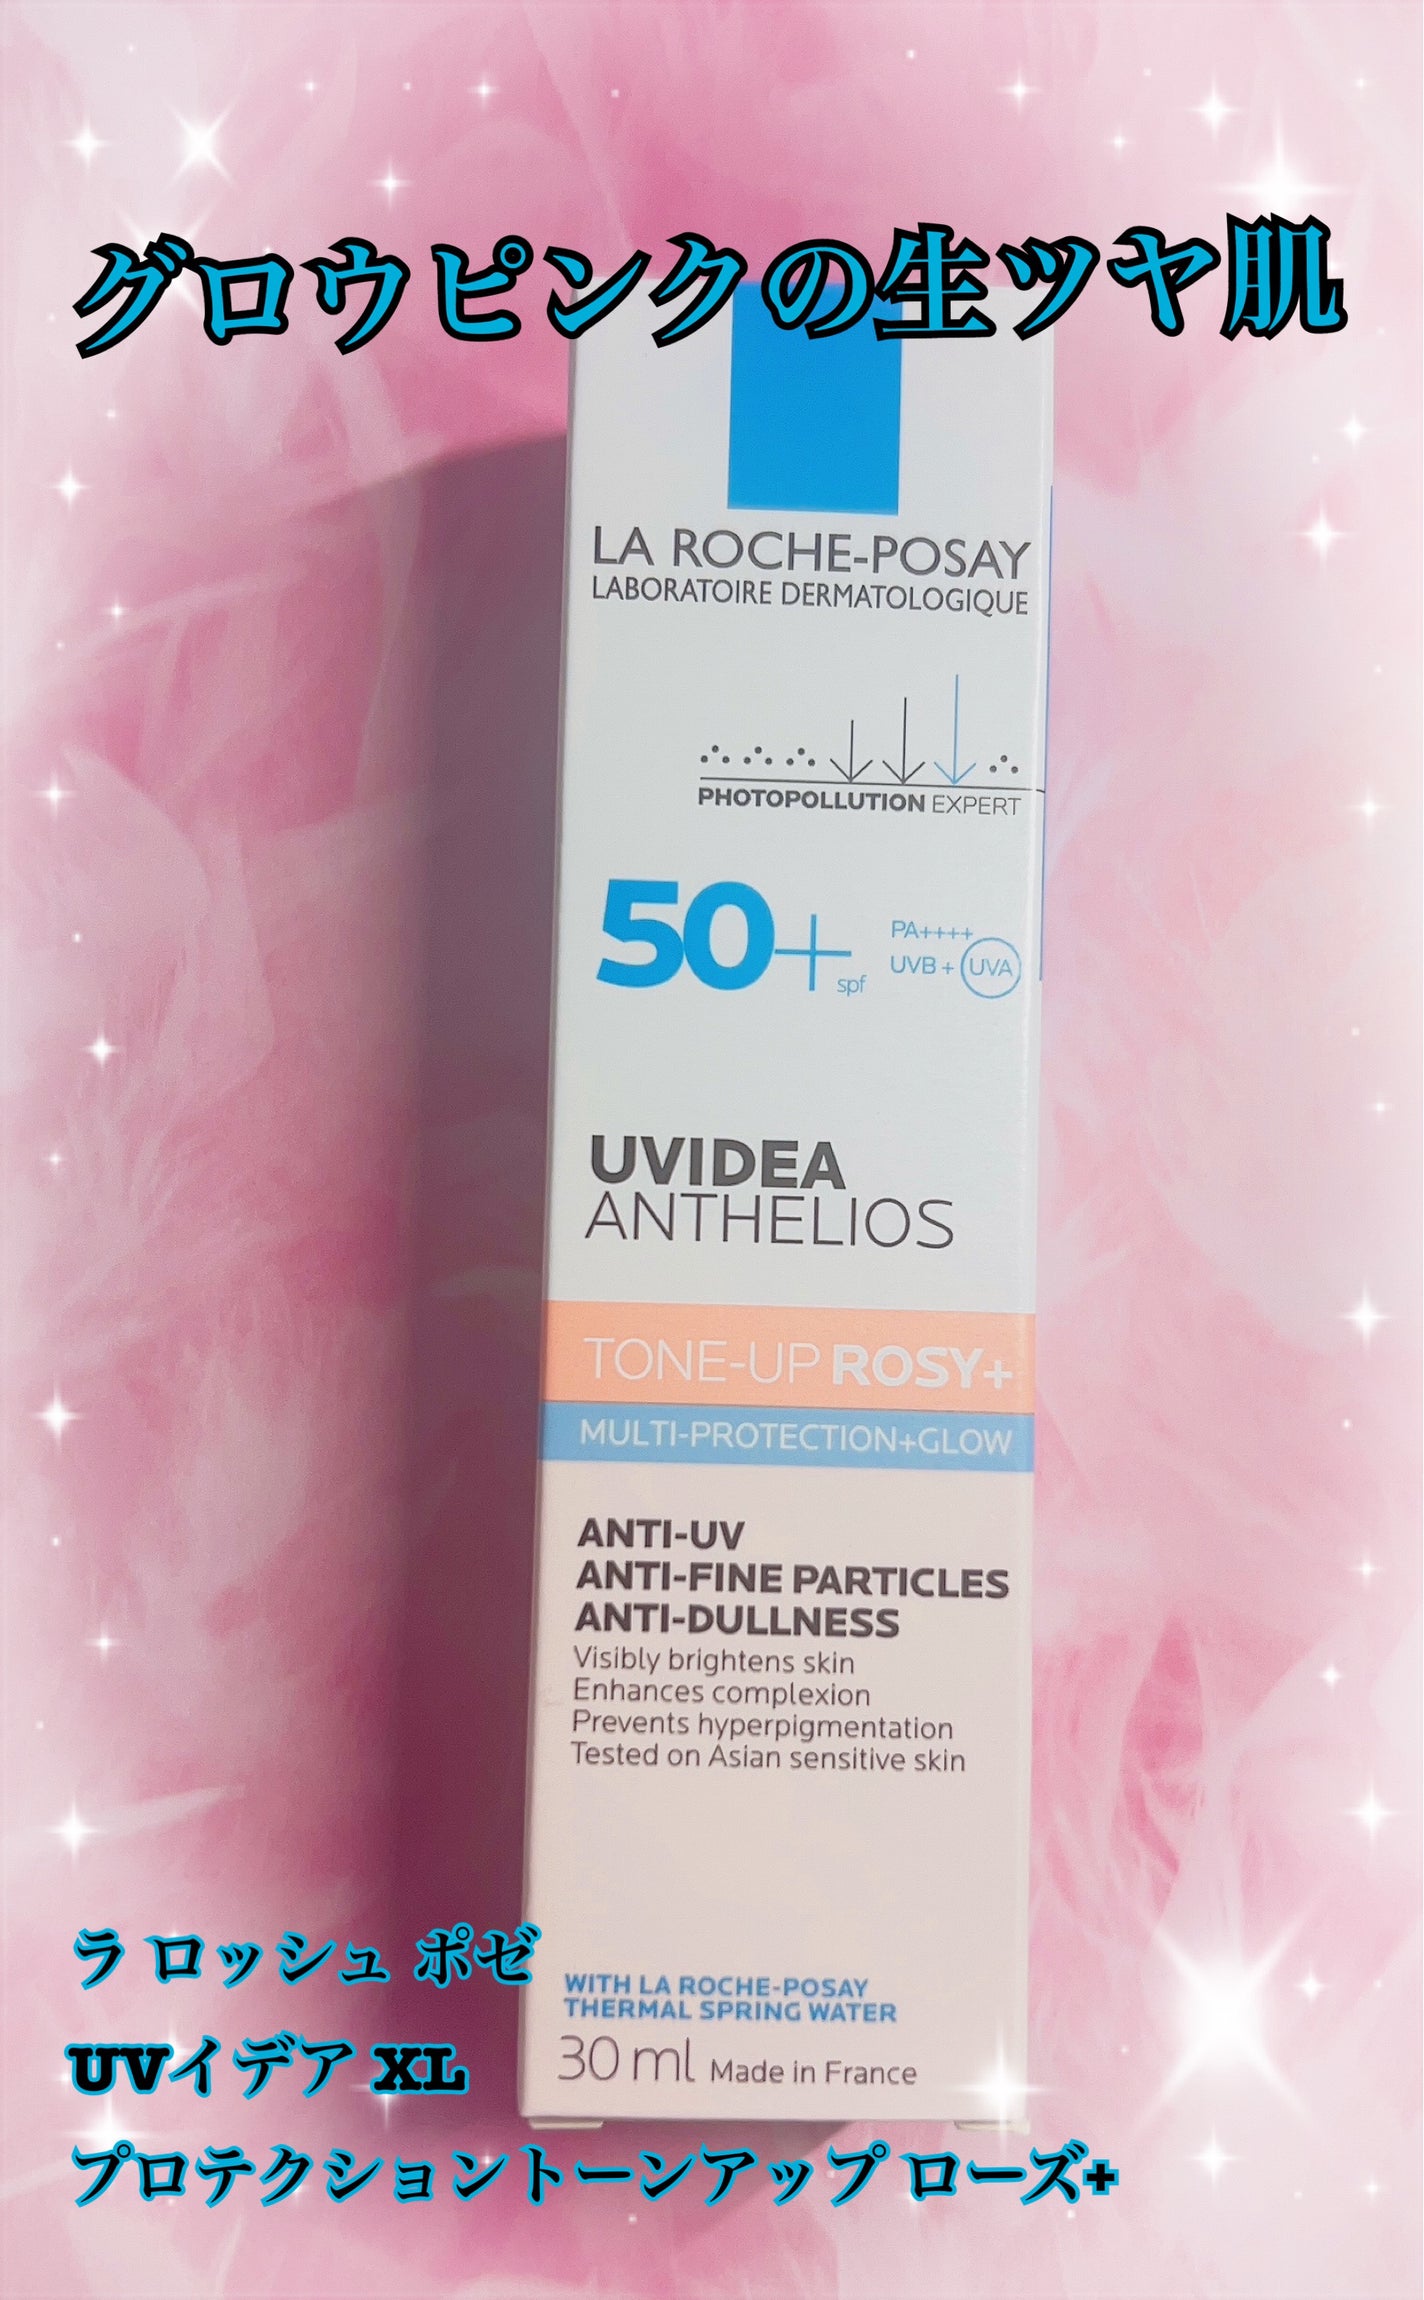 グロウピンクの生ツヤ肌
LA ROCHE-POSAY
LABORATOIRE DERMATOLOGIQUE
PHOTOPOLLUTION EXPERT
50+ spf
PA++++
UVB + UVA
UVIDEA
ANTHELIOS
TONE-UP ROSY+
MULTI-PROTECTION+GLOW
ANTI-UV
ANTI-FINE PARTICLES
ANTI-DULLNESS
Visibly brightens skin
Enhances complexion
Prevents hyperpigmentation
Tested on Asian sensitive skin
WITH LA ROCHE-POSAY
THERMAL SPRING WATER
30 ml Made in France
ラ ロッシュ ポゼ
UVイデア XL
プロテクショントーンアップ ローズ+